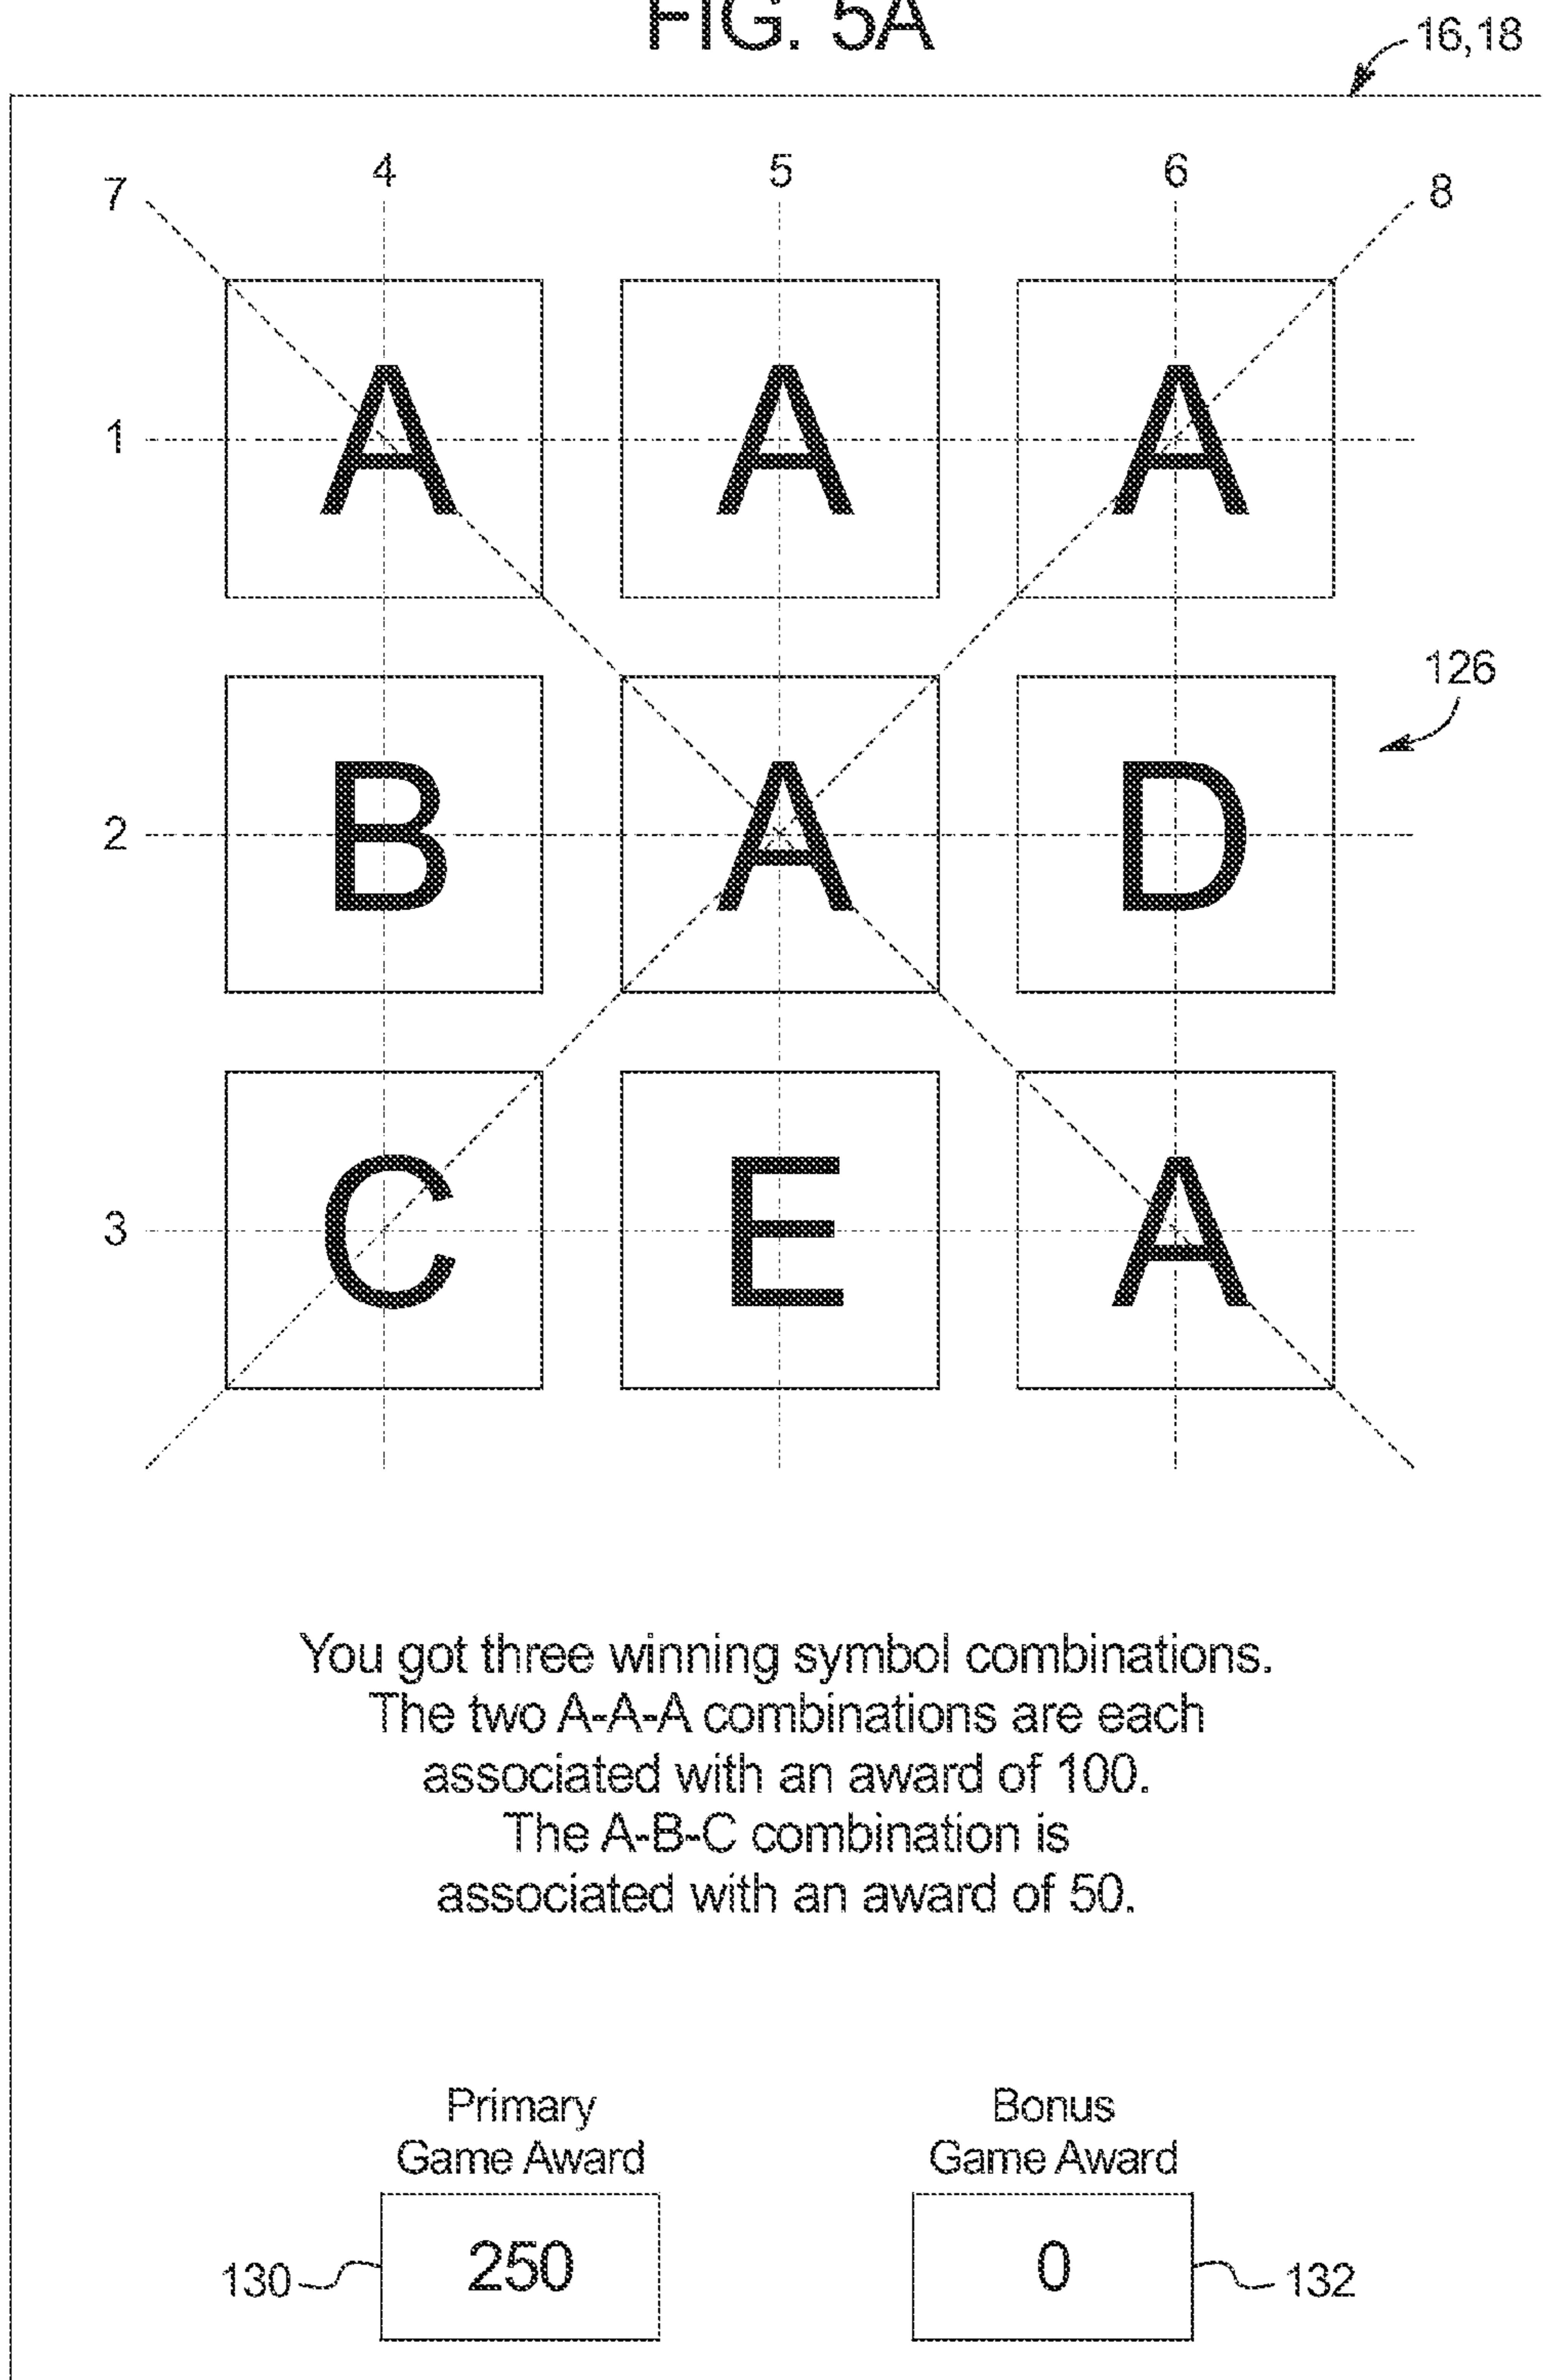 FIG. 5A
16,18
7 4 5 6 8
1 A A A
126
2 B A D
3 C E A
You got three winning symbol combinations.
The two A-A-A combinations are each
associated with an award of 100.
The A-B-C combination is
associated with an award of 50.
Primary
Game Award
Bonus
Game Award
130 250
0 132